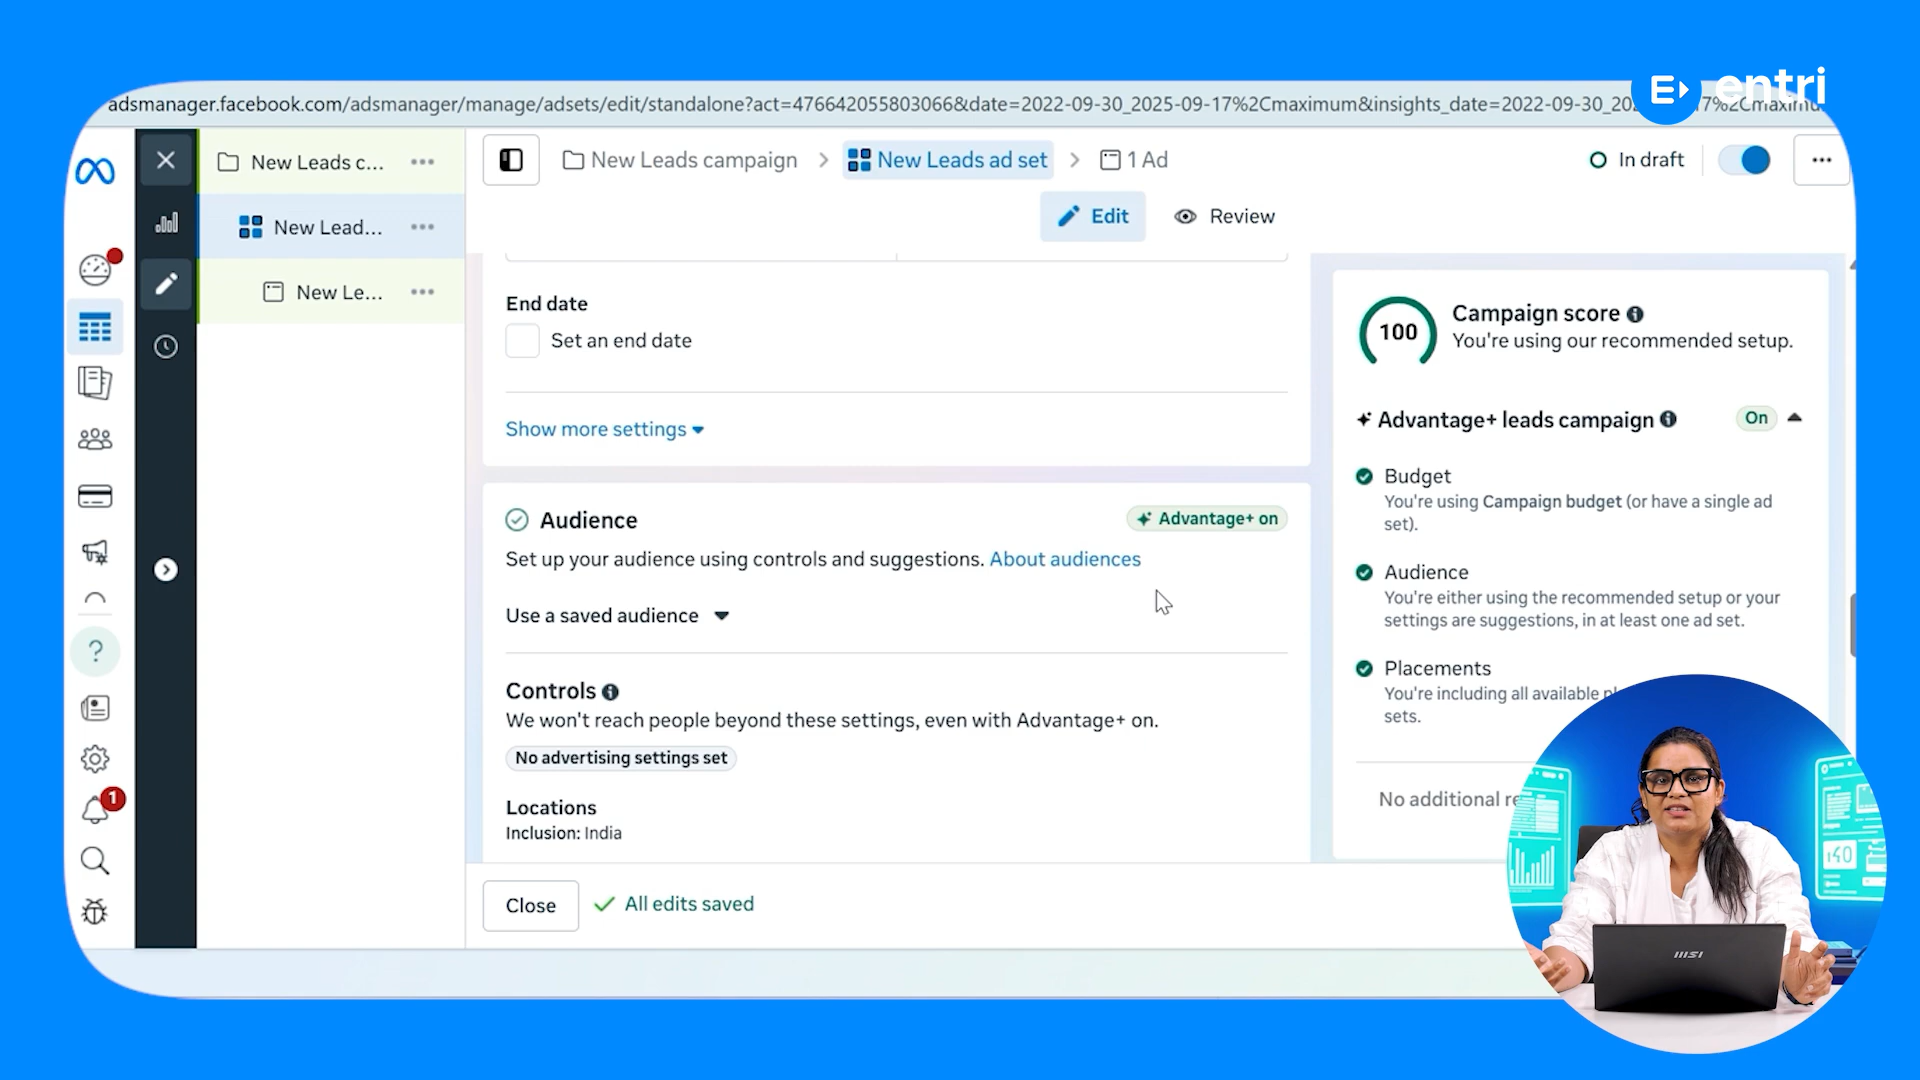 entri
adsmanager.facebook.com/adsmanager/manage/adsets/edit/standalone?act=476642055803066&date=2022-09-30_2025-09-17%2Cmaximum&insights_date=2022-09-30_20
New Leads c...
New Lead...
New Le...
New Leads campaign
New Leads ad set
1 Ad
In draft
Edit
Review
End date
Set an end date
Show more settings
Audience
Advantage+ on
Set up your audience using controls and suggestions. About audiences
Use a saved audience
Controls
We won't reach people beyond these settings, even with Advantage+ on.
No advertising settings set
Locations
Inclusion: India
Close
All edits saved
100
Campaign score
You're using our recommended setup.
Advantage+ leads campaign
On
Budget
You're using Campaign budget (or have a single ad
set).
Audience
You're either using the recommended setup or your
settings are suggestions, in at least one ad set.
Placements
You're including all available
sets.
No additional
1
msi
140